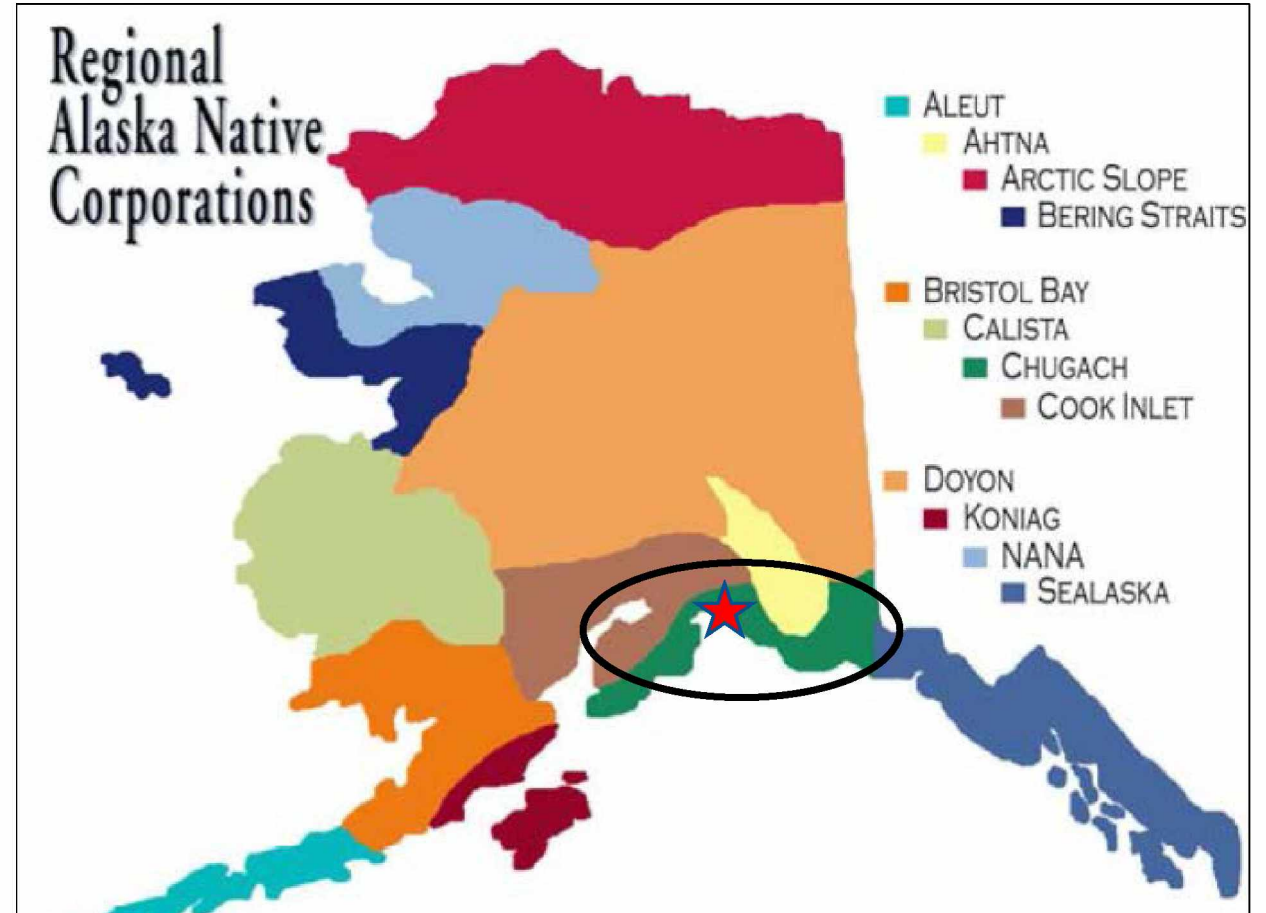 Regional
Alaska Native
Corporations
ALEUT
AHTNA
ARCTIC SLOPE
BERING STRAITS
BRISTOL BAY
CALISTA
CHUGACH
COOK INLET
DOYON
KONIAG
NANA
SEALASKA